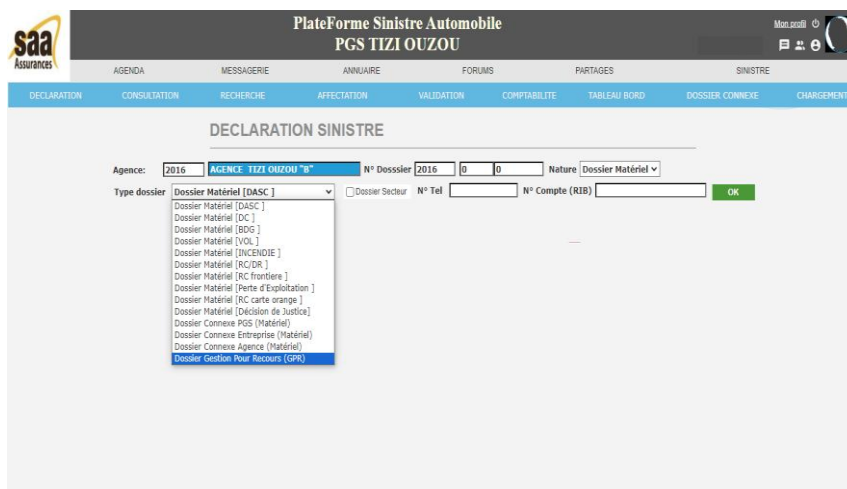 saa
Assurances
PlateForme Sinistre Automobile
PGS TIZI OUZOU
Mon profil
AGENDA MESSAGERIE ANNUAIRE FORUMS PARTAGES SINISTRE
DECLARATION CONSULTATION RECHERCHE AFFECTATION VALIDATION COMPTABILITE TABLEAU BORD DOSSIER CONNEXE CHARGEMENT
DECLARATION SINISTRE
Agence: 2016 AGENCE TIZI OUZOU "B" N° Dosssier 2016 0 0 Nature Dossier Matériel
Type dossier Dossier Matériel [DASC ] Dossier Secteur N° Tel N° Compte (RIB) OK
Dossier Matériel [DASC ]
Dossier Matériel [DC ]
Dossier Matériel [BDG ]
Dossier Matériel [VOL ]
Dossier Matériel [INCENDIE ]
Dossier Matériel [RC/DR ]
Dossier Matériel [RC frontiere ]
Dossier Matériel [Perte d'Exploitation ]
Dossier Matériel [RC carte orange ]
Dossier Matériel [Décision de Justice]
Dossier Connexe PGS (Matériel)
Dossier Connexe Entreprise (Matériel)
Dossier Connexe Agence (Matériel)
Dossier Gestion Pour Recours (GPR)